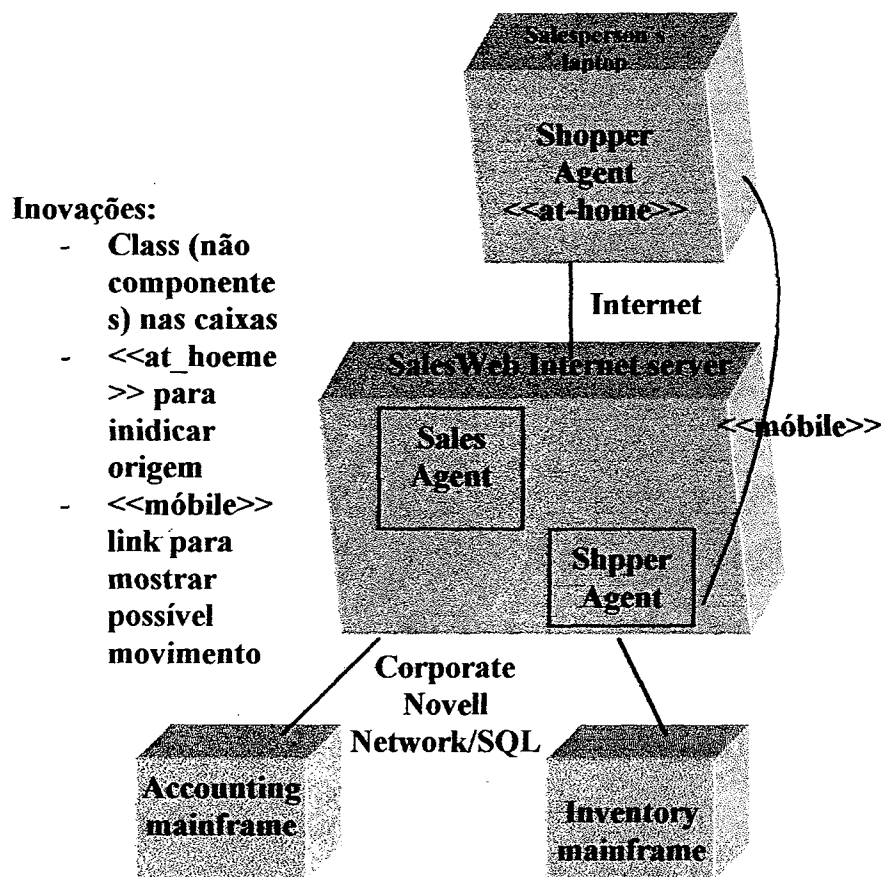 Salesperson s
laptop
Shopper
Agent
<<at-home>>
Inovações:
- Class (não
componente
s) nas caixas
- <<at_hoeme
>> para
inidicar
origem
- <<móbile>>
link para
mostrar
possível
movimento
Internet
SalesWeb Internet server
<<móbile>>
Sales
Agent
Shpper
Agent
Corporate
Novell
Network/SQL
Accounting
mainframe
Inventory
mainframe